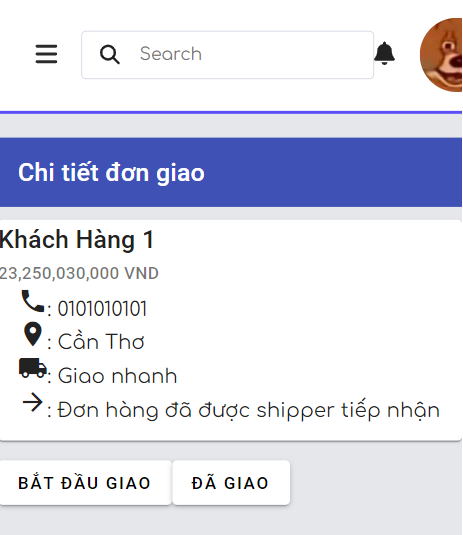 Search
Chi tiết đơn giao
Khách Hàng 1
23,250,030,000 VND
: 0101010101
: Cần Thơ
: Giao nhanh
: Đơn hàng đã được shipper tiếp nhận
BẮT ĐẦU GIAO ĐÃ GIAO